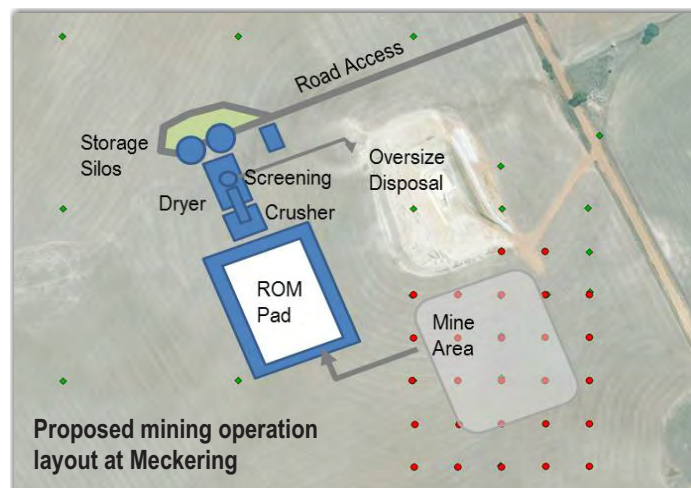 Road Access
Storage
Silos
Oversize
Disposal
Screening
Dryer
Crusher
ROM
Pad
Mine
Area
Proposed mining operation
layout at Meckering